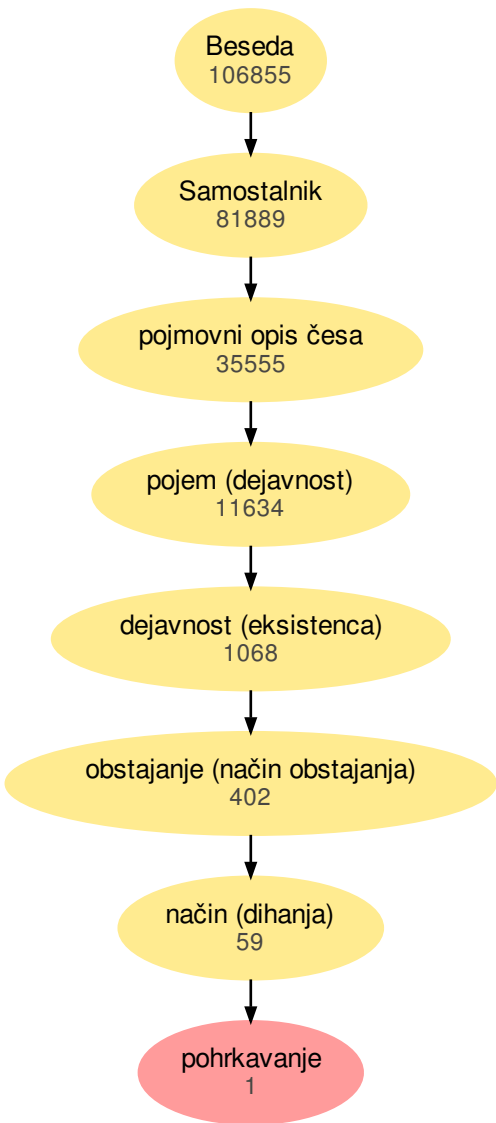 Beseda
106855
Samostalnik
81889
pojmovni opis česa
35555
pojem (dejavnost)
11634
dejavnost (eksistenca)
1068
obstajanje (način obstajanja)
402
način (dihanja)
59
pohrkavanje
1